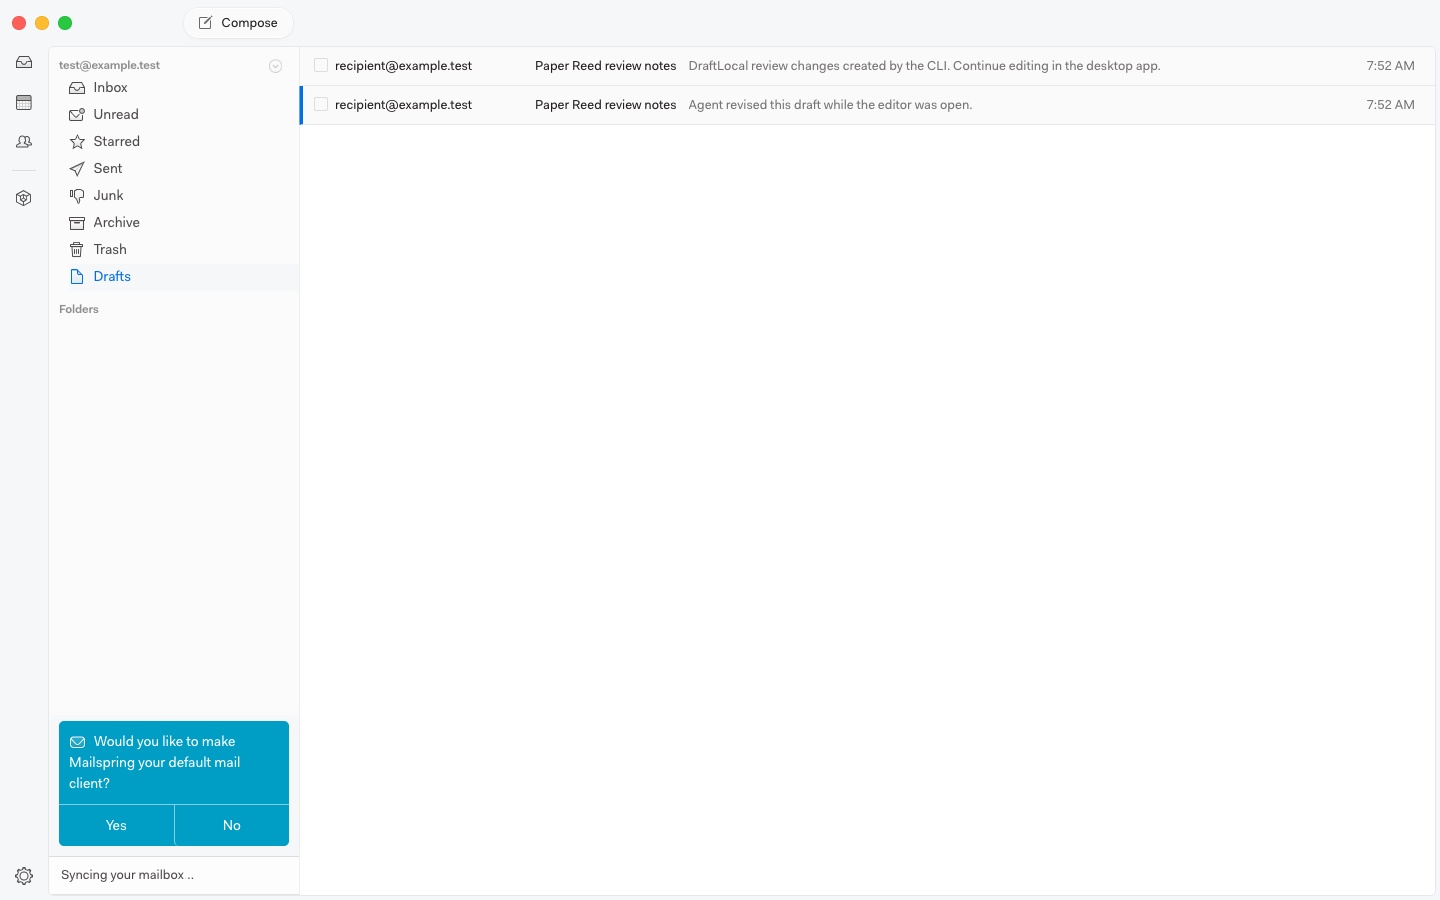 Compose
test@example.test
Inbox
Unread
Starred
Sent
Junk
Archive
Trash
Drafts
Folders
recipient@example.test Paper Reed review notes DraftLocal review changes created by the CLI. Continue editing in the desktop app. 7:52 AM
recipient@example.test Paper Reed review notes Agent revised this draft while the editor was open. 7:52 AM
Would you like to make
Mailspring your default mail
client?
Yes No
Syncing your mailbox ..